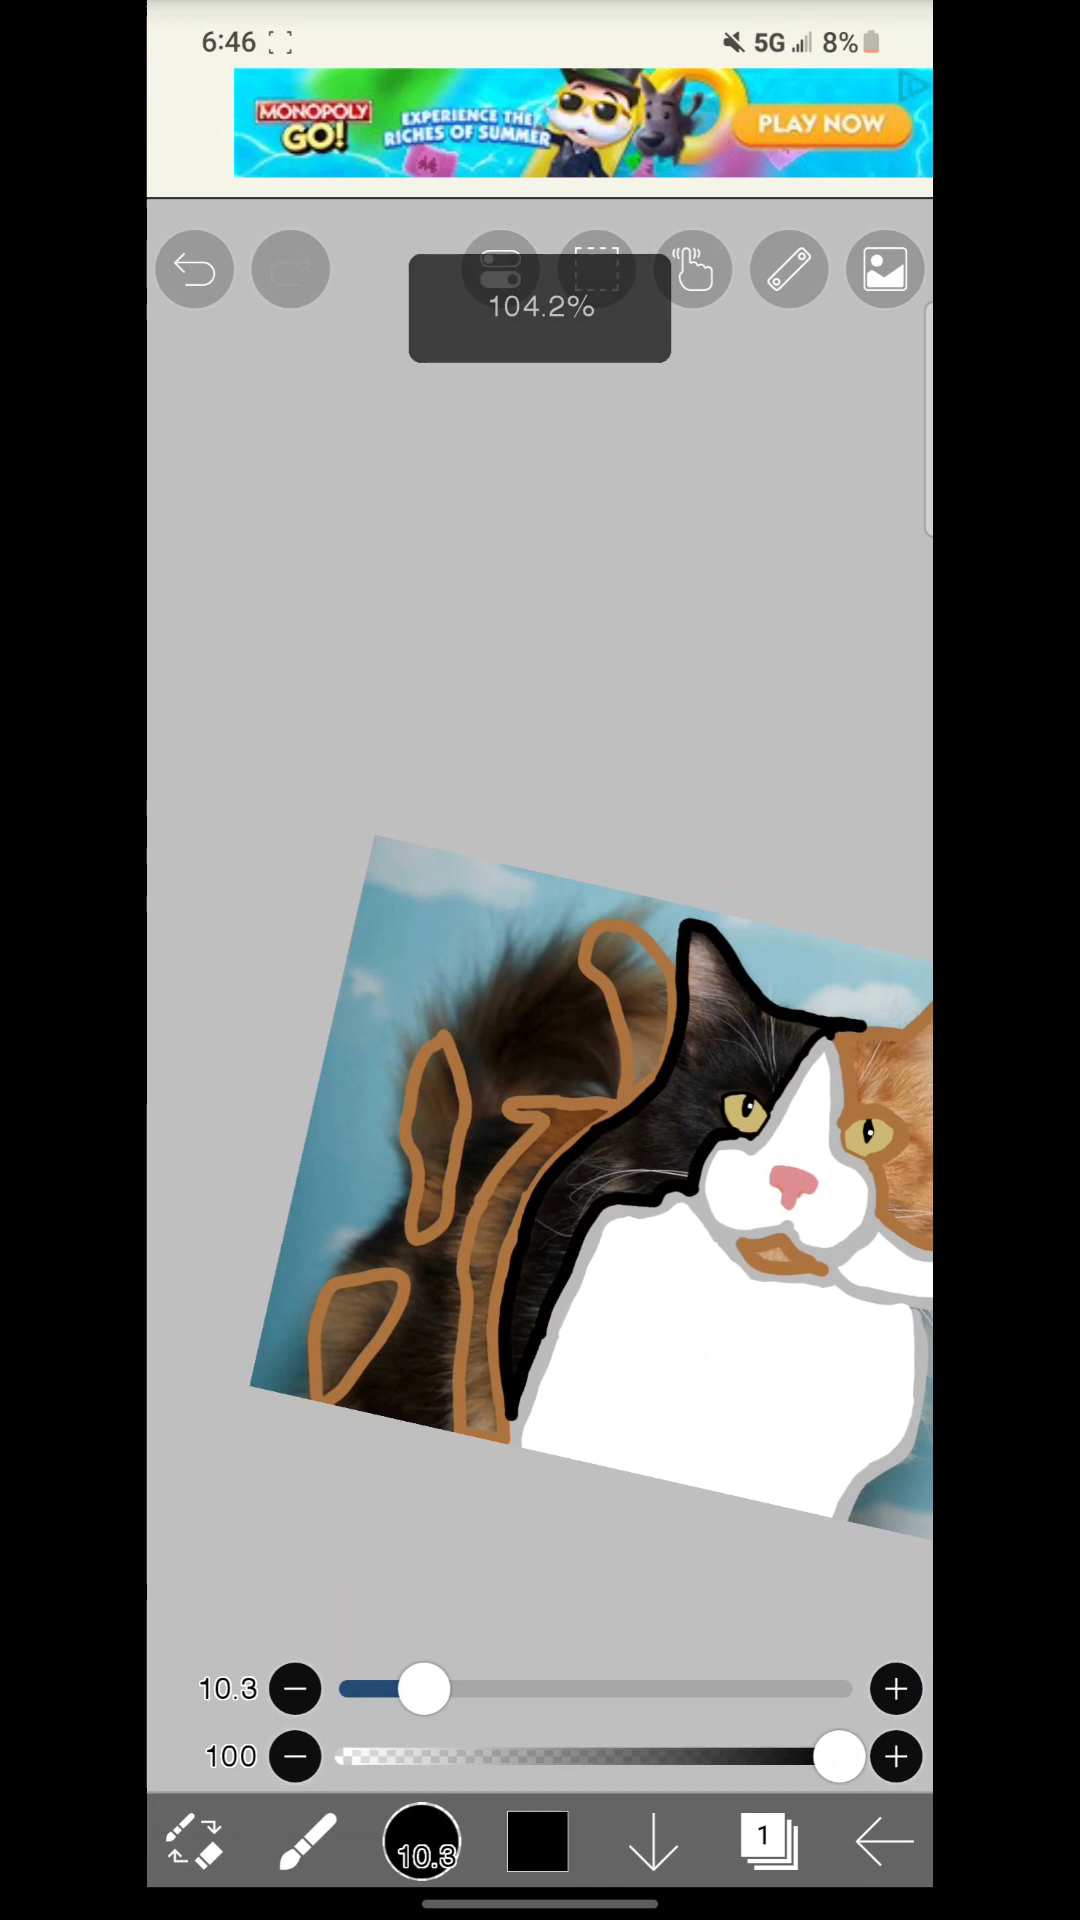 6:46
5G 8%
MONOPOLY
GO!
EXPERIENCE THE
RICHES OF SUMMER
PLAY NOW
104.2%
10.3
100
10.3
1